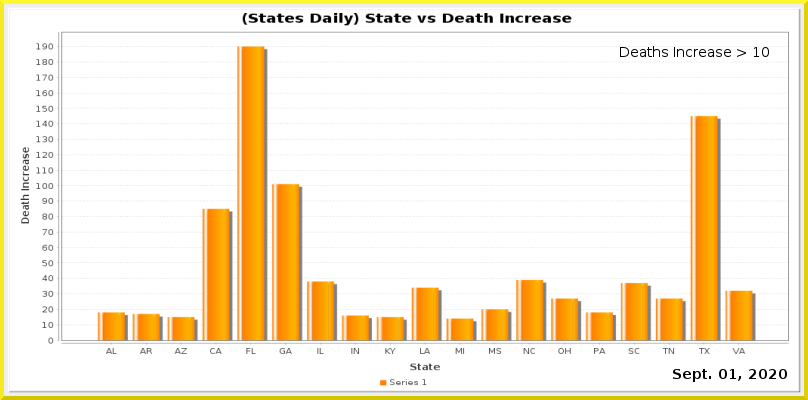 (States Daily) State vs Death Increase
Deaths Increase > 10
Death Increase
190
180
170
160
150
140
130
120
110
100
90
80
70
60
50
40
30
20
10
0
AL AR AZ CA FL GA IL IN KY LA MI MS NC OH PA SC TN TX VA
State
Series 1
Sept. 01, 2020